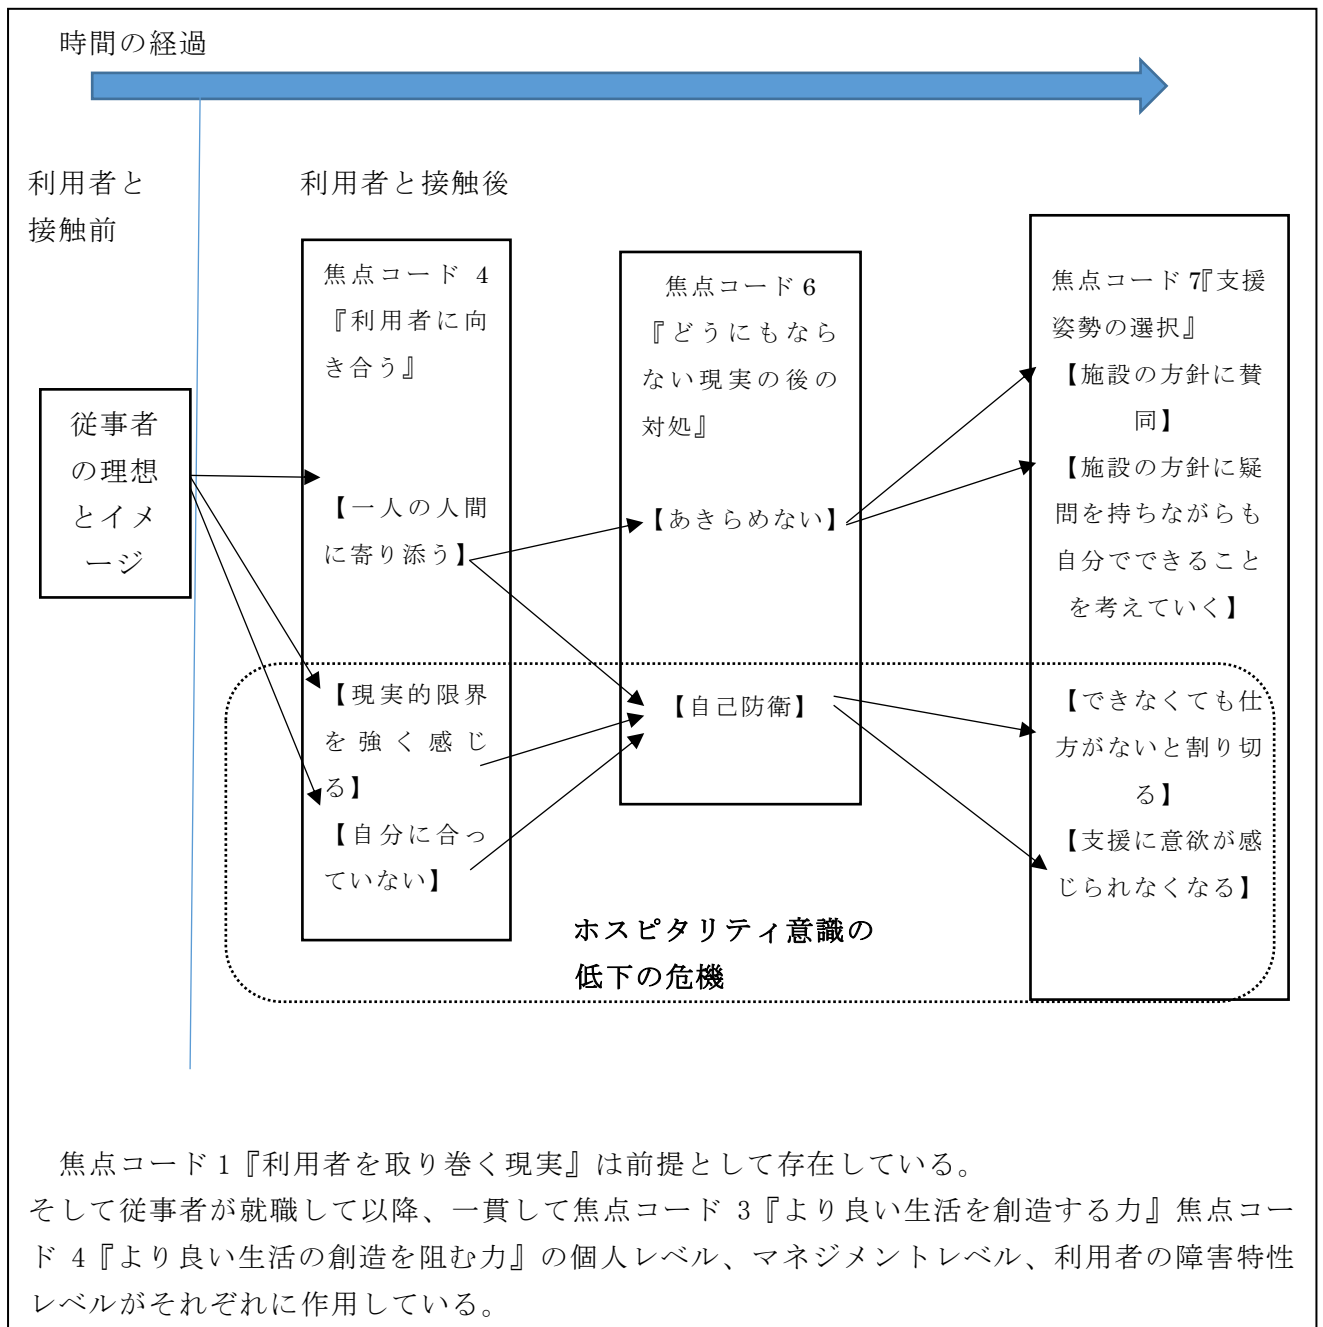 時間の経過
利用者と
接触前
利用者と接触後
従事者
の理想
とイメ
ージ
焦点コード 4
『利用者に向
き合う』
【一人の人間
に寄り添う】
【現実的限界
を強く感じ
る】
【自分に合っ
ていない】
焦点コード 6
『どうにもなら
ない現実の後の
対処』
【あきらめない】
【自己防衛】
焦点コード 7『支援
姿勢の選択』
【施設の方針に賛
同】
【施設の方針に疑
問を持ちながらも
自分でできること
を考えていく】
【できなくても仕
方がないと割り切
る】
【支援に意欲が感
じられなくなる】
ホスピタリティ意識の
低下の危機
焦点コード 1『利用者を取り巻く現実』は前提として存在している。
そして従事者が就職して以降、一貫して焦点コード 3『より良い生活を創造する力』焦点コー
ド 4『より良い生活の創造を阻む力』の個人レベル、マネジメントレベル、利用者の障害特性
レベルがそれぞれに作用している。